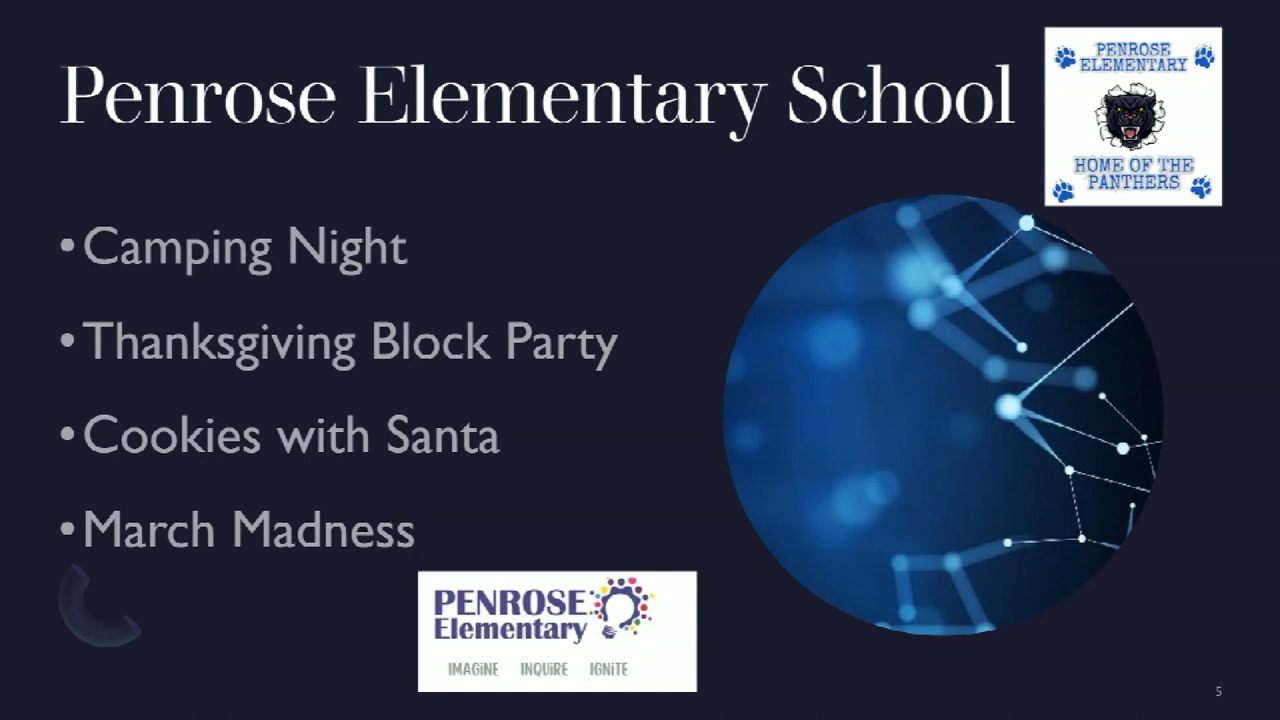 Penrose Elementary School
PENROSE
ELEMENTARY
HOME OF THE
PANTHERS
• Camping Night
• Thanksgiving Block Party
• Cookies with Santa
• March Madness
PENROSE
Elementary
IMAGiNE INQUiRE IGNiTE
5